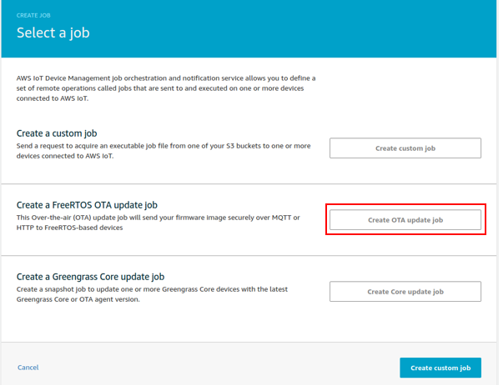 CREATE JOB
Select a job
AWS IoT Device Management job orchestration and notification service allows you to define a
set of remote operations called jobs that are sent to and executed on one or more devices
connected to AWS IoT.
Create a custom job
Send a request to acquire an executable job file from one of your S3 buckets to one or more
devices connected to AWS IoT.
Create custom job
Create a FreeRTOS OTA update job
This Over-the-air (OTA) update job will send your firmware image securely over MQTT or
HTTP to FreeRTOS-based devices
Create OTA update job
Create a Greengrass Core update job
Create a snapshot job to update one or more Greengrass Core devices with the latest
Greengrass Core or OTA agent version.
Create Core update job
Cancel
Create custom job